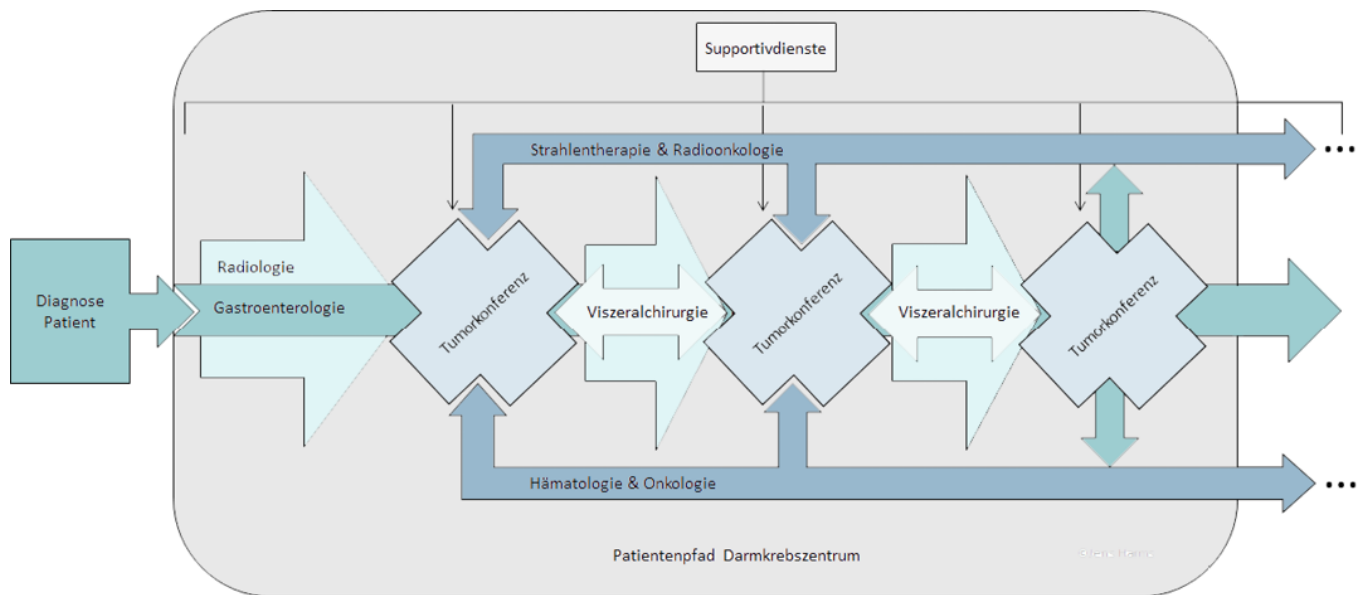 Supportivdienste
Strahlentherapie & Radioonkologie
•••
Radiologie
Diagnose
Patient
Gastroenterologie
Tumorkonferenz
Viszeralchirurgie
Tumorkonferenz
Viszeralchirurgie
Tumorkonferenz
Hämatologie & Onkologie
•••
Patientenpfad Darmkrebszentrum